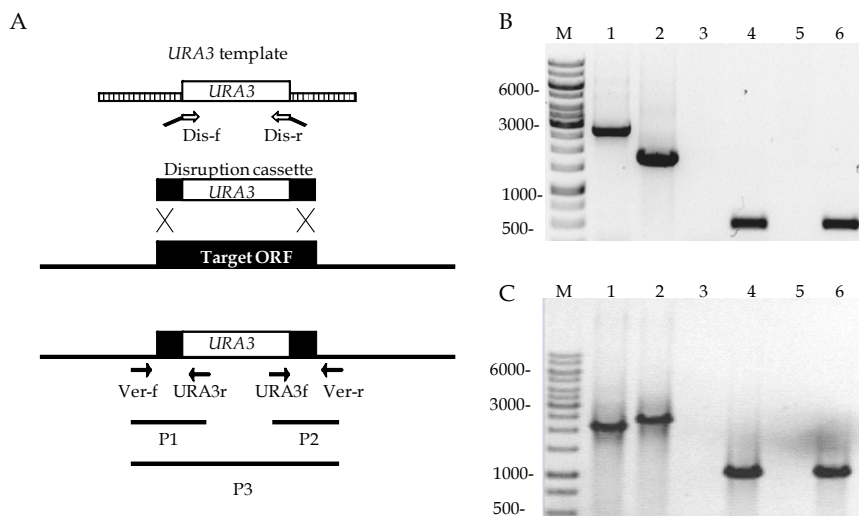 A
URA3 template
URA3
Dis-f
Dis-r
Disruption cassette
URA3
Target ORF
URA3
Ver-f
URA3r
URA3f
Ver-r
P1
P2
P3
B
M 1 2 3 4 5 6
6000-
3000-
1000-
500-
C
M 1 2 3 4 5 6
6000-
3000-
1000-
500-